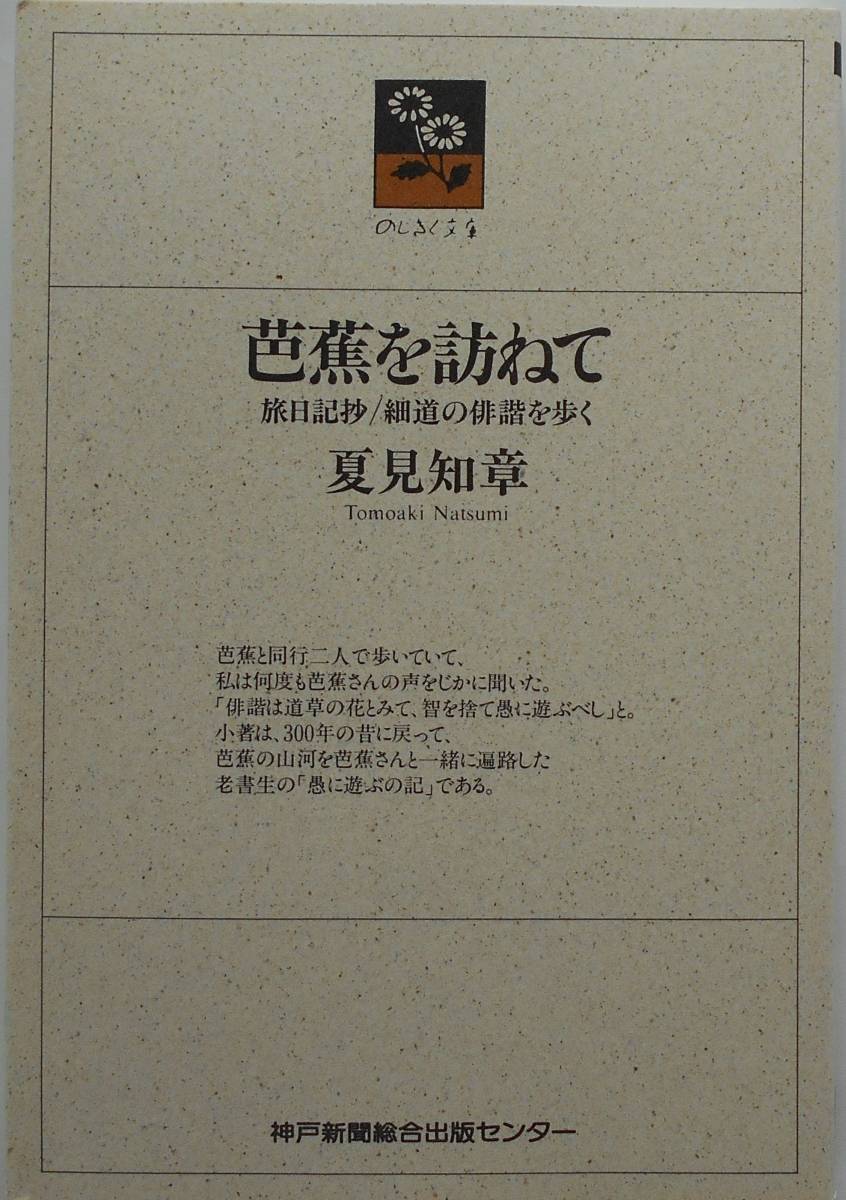 のじぎく文庫
芭蕉を訪ねて
旅日記抄/細道の俳諧を歩く
夏見知章
Tomoaki Natsumi
芭蕉と同行二人で歩いていて、
私は何度も芭蕉さんの声をじかに聞いた。
「俳諧は道草の花とみて、智を捨て愚に遊ぶべし」と。
小著は、300年の昔に戻って、
芭蕉の山河を芭蕉さんと一緒に遍路した
老書生の「愚に遊ぶの記」である。
神戸新聞総合出版センター